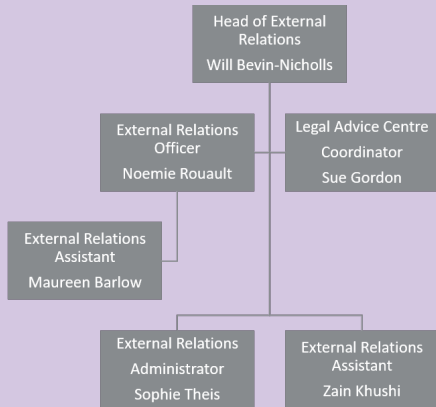 Head of External
Relations
Will Bevin-Nicholls
External Relations
Officer
Noemie Rouault
Legal Advice Centre
Coordinator
Sue Gordon
External Relations
Assistant
Maureen Barlow
External Relations
Administrator
Sophie Theis
External Relations
Assistant
Zain Khushi